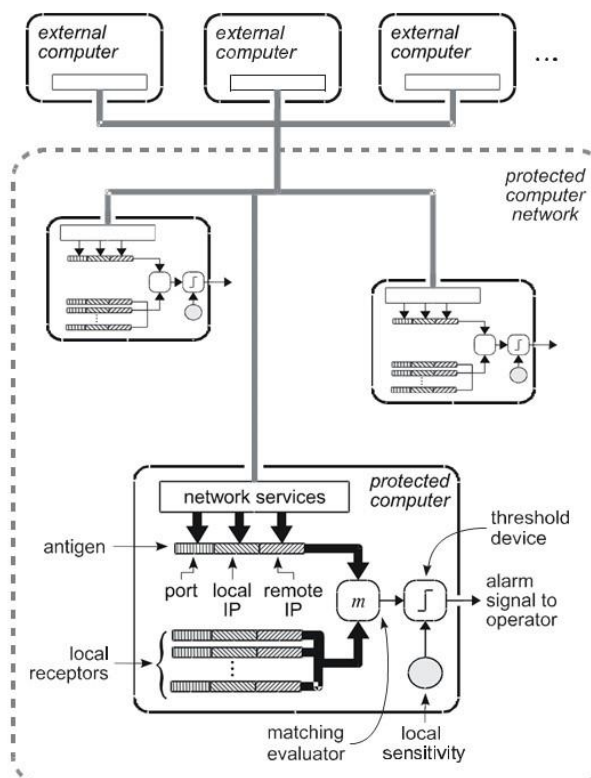 external
computer
external
computer
external
computer
...
protected
computer
network
protected
computer
network services
antigen
port
local
IP
remote
IP
m
threshold
device
alarm
signal to
operator
local
receptors
matching
evaluator
local
sensitivity